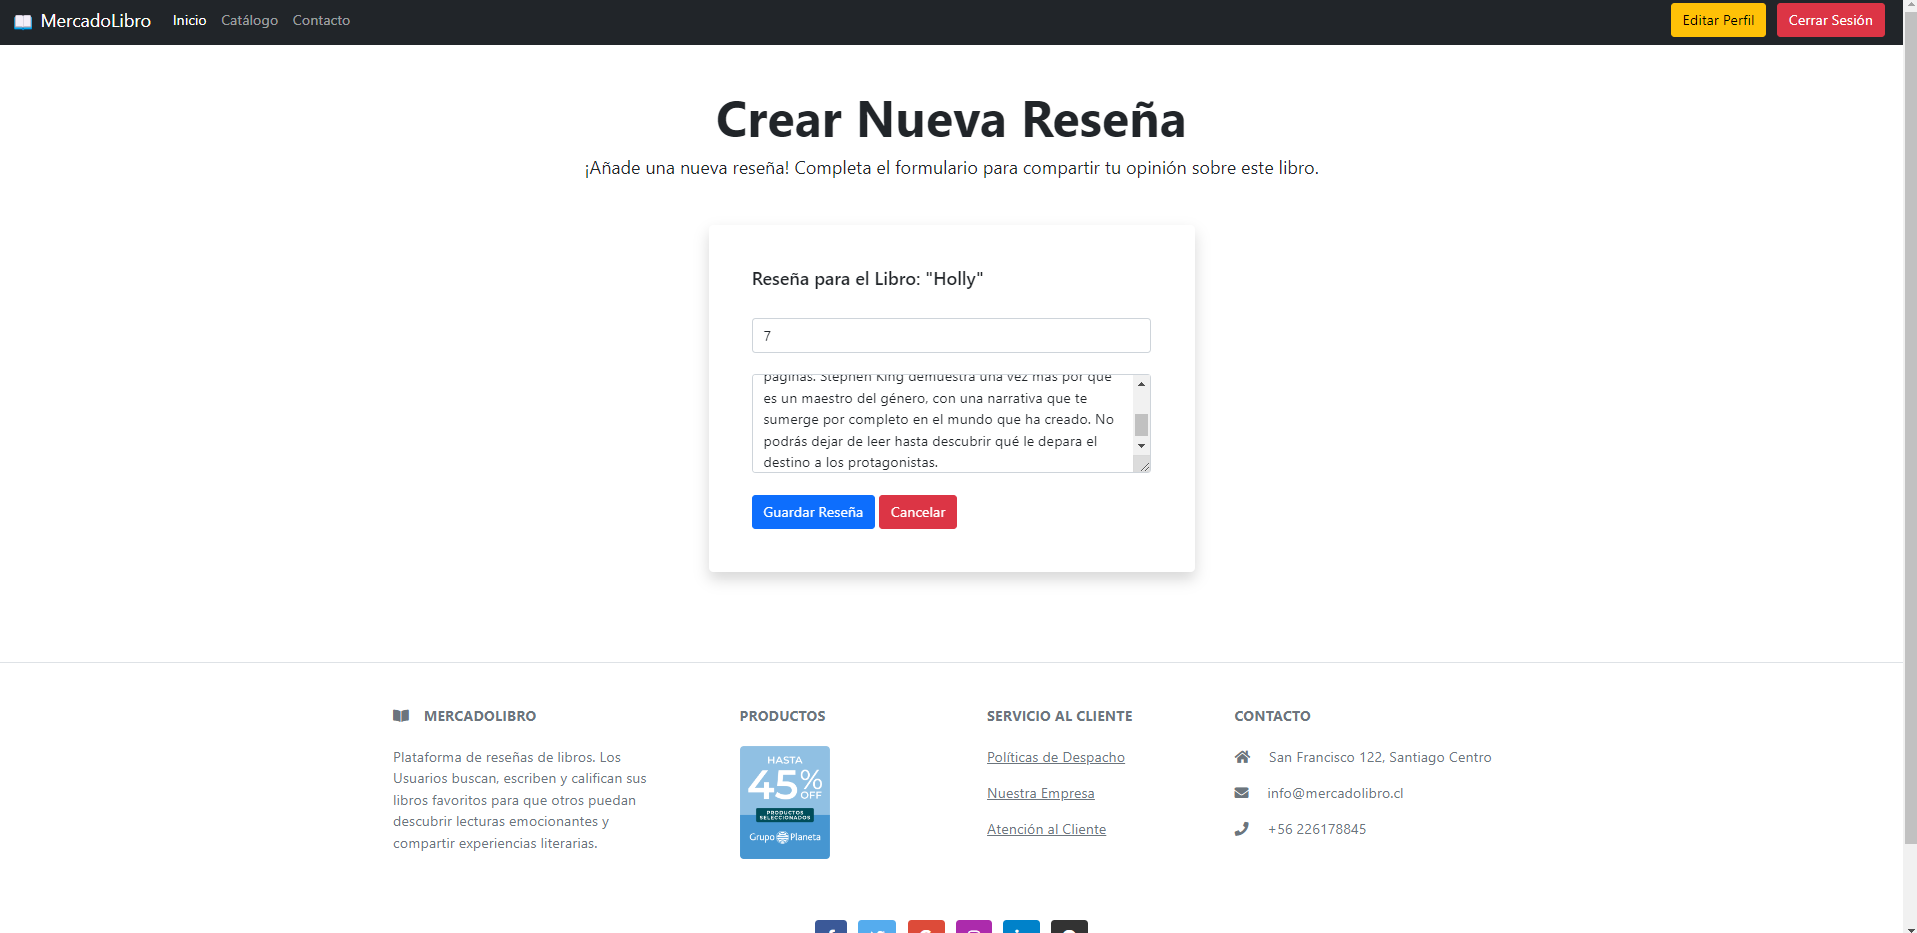 MercadoLibro Inicio Catálogo Contacto Editar Perfil Cerrar Sesión
Crear Nueva Reseña
¡Añade una nueva reseña! Completa el formulario para compartir tu opinión sobre este libro.
Reseña para el Libro: "Holly"
7
páginas. Stephen King demuestra una vez más por qué
es un maestro del género, con una narrativa que te
sumerge por completo en el mundo que ha creado. No
podrás dejar de leer hasta descubrir qué le depara el
destino a los protagonistas.
Guardar Reseña Cancelar
MERCADOLIBRO
Plataforma de reseñas de libros. Los
Usuarios buscan, escriben y califican sus
libros favoritos para que otros puedan
descubrir lecturas emocionantes y
compartir experiencias literarias.
PRODUCTOS
HASTA
45% OFF
PRODUCTOS
SELECCIONADOS
Grupo Planeta
SERVICIO AL CLIENTE
Políticas de Despacho
Nuestra Empresa
Atención al Cliente
CONTACTO
San Francisco 122, Santiago Centro
info@mercadolibro.cl
+56 226178845